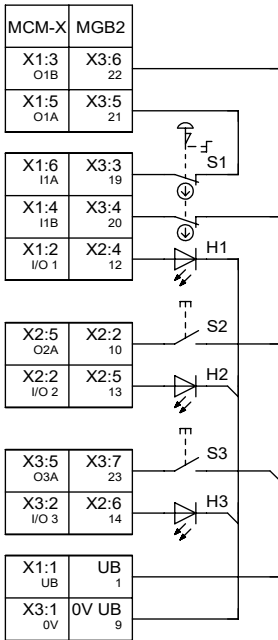 MCM-X MGB2
X1:3 X3:6
O1B 22
X1:5 X3:5
O1A 21
X1:6 X3:3 S1
I1A 19
X1:4 X3:4
I1B 20
X1:2 X2:4 H1
I/O 1 12
X2:5 X2:2 S2
O2A 10
X2:2 X2:5 H2
I/O 2 13
X3:5 X3:7 S3
O3A 23
X3:2 X2:6 H3
I/O 3 14
X1:1 UB
UB 1
X3:1 0V UB
0V 9